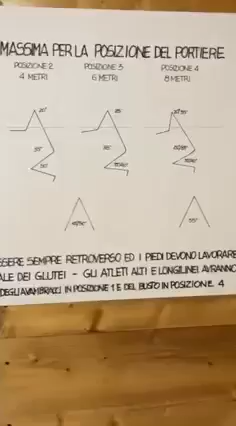 MASSIMA PER LA POSIZIONE DEL PORTIERE
POSIZIONE 2 POSIZIONE 3 POSIZIONE 4
4 METRI 6 METRI 8 METRI
SSERE SEMPRE RETROVERSO ED I PIEDI DEVONO LAVORARE
ALE DEI GLUTEI - GLI ATLETI ALTI E LONGILINEI AVRANNO
DEGLI AVAMBRACCI IN POSIZIONE 1 E DEL BUSTO IN POSIZIONE 4